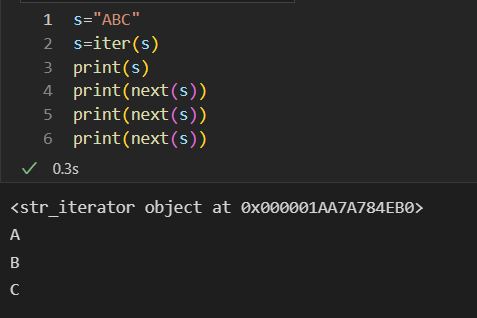 1 s="ABC"
2 s=iter(s)
3 print(s)
4 print(next(s))
5 print(next(s))
6 print(next(s))
0.3s
<str_iterator object at 0x000001AA7A784EB0>
A
B
C